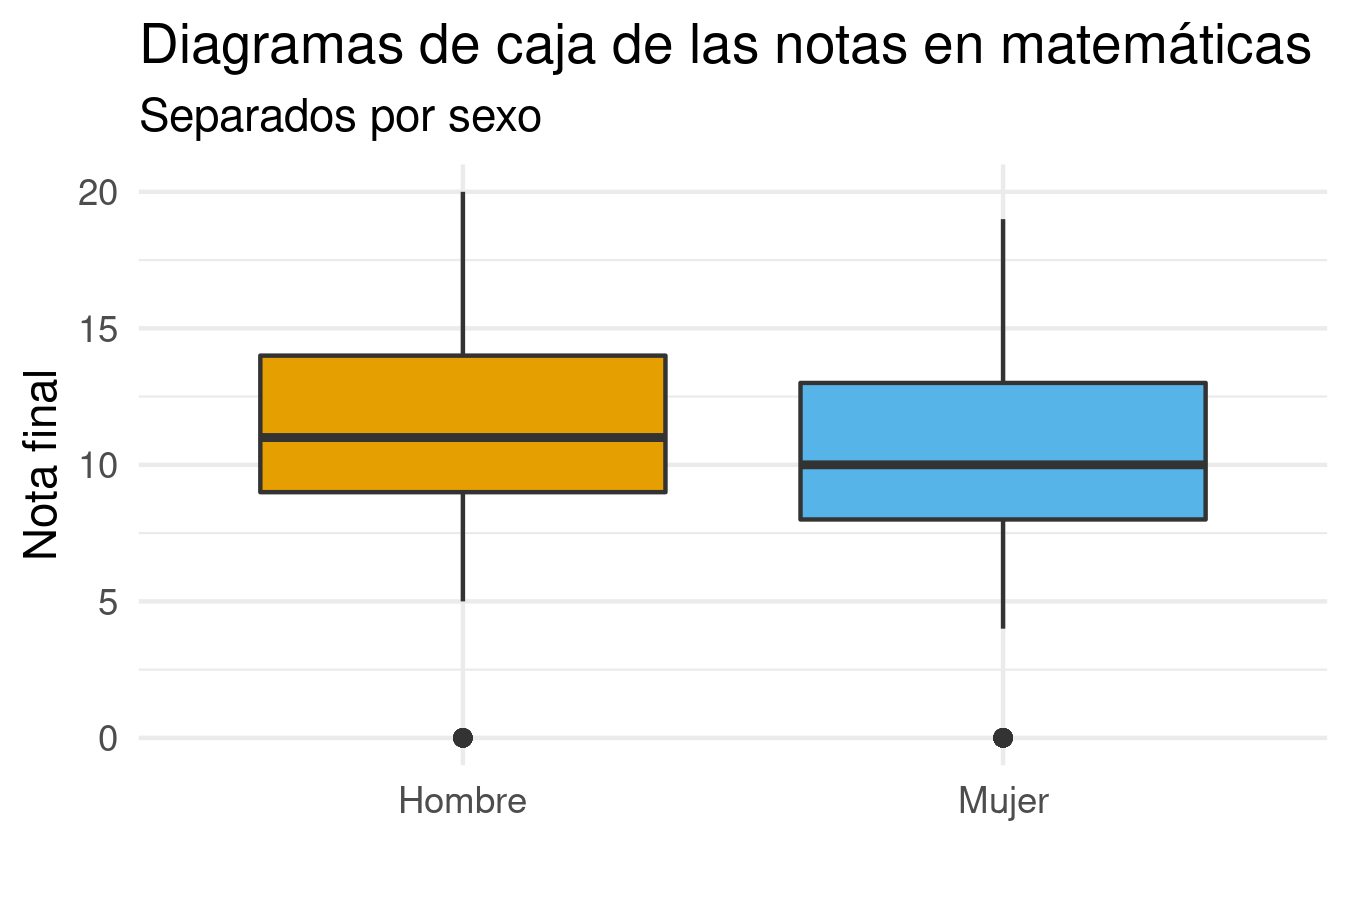 Diagramas de caja de las notas en matemáticas
Separados por sexo
Nota final
20
15
10
5
0
Hombre
Mujer